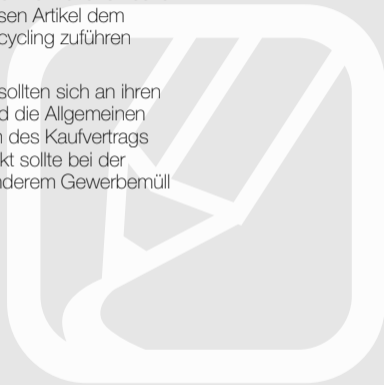 sen Artikel dem
cycling zuführen
sollten sich an ihren
d die Allgemeinen
des Kaufvertrags
kt sollte bei der
nderem Gewerbemüll